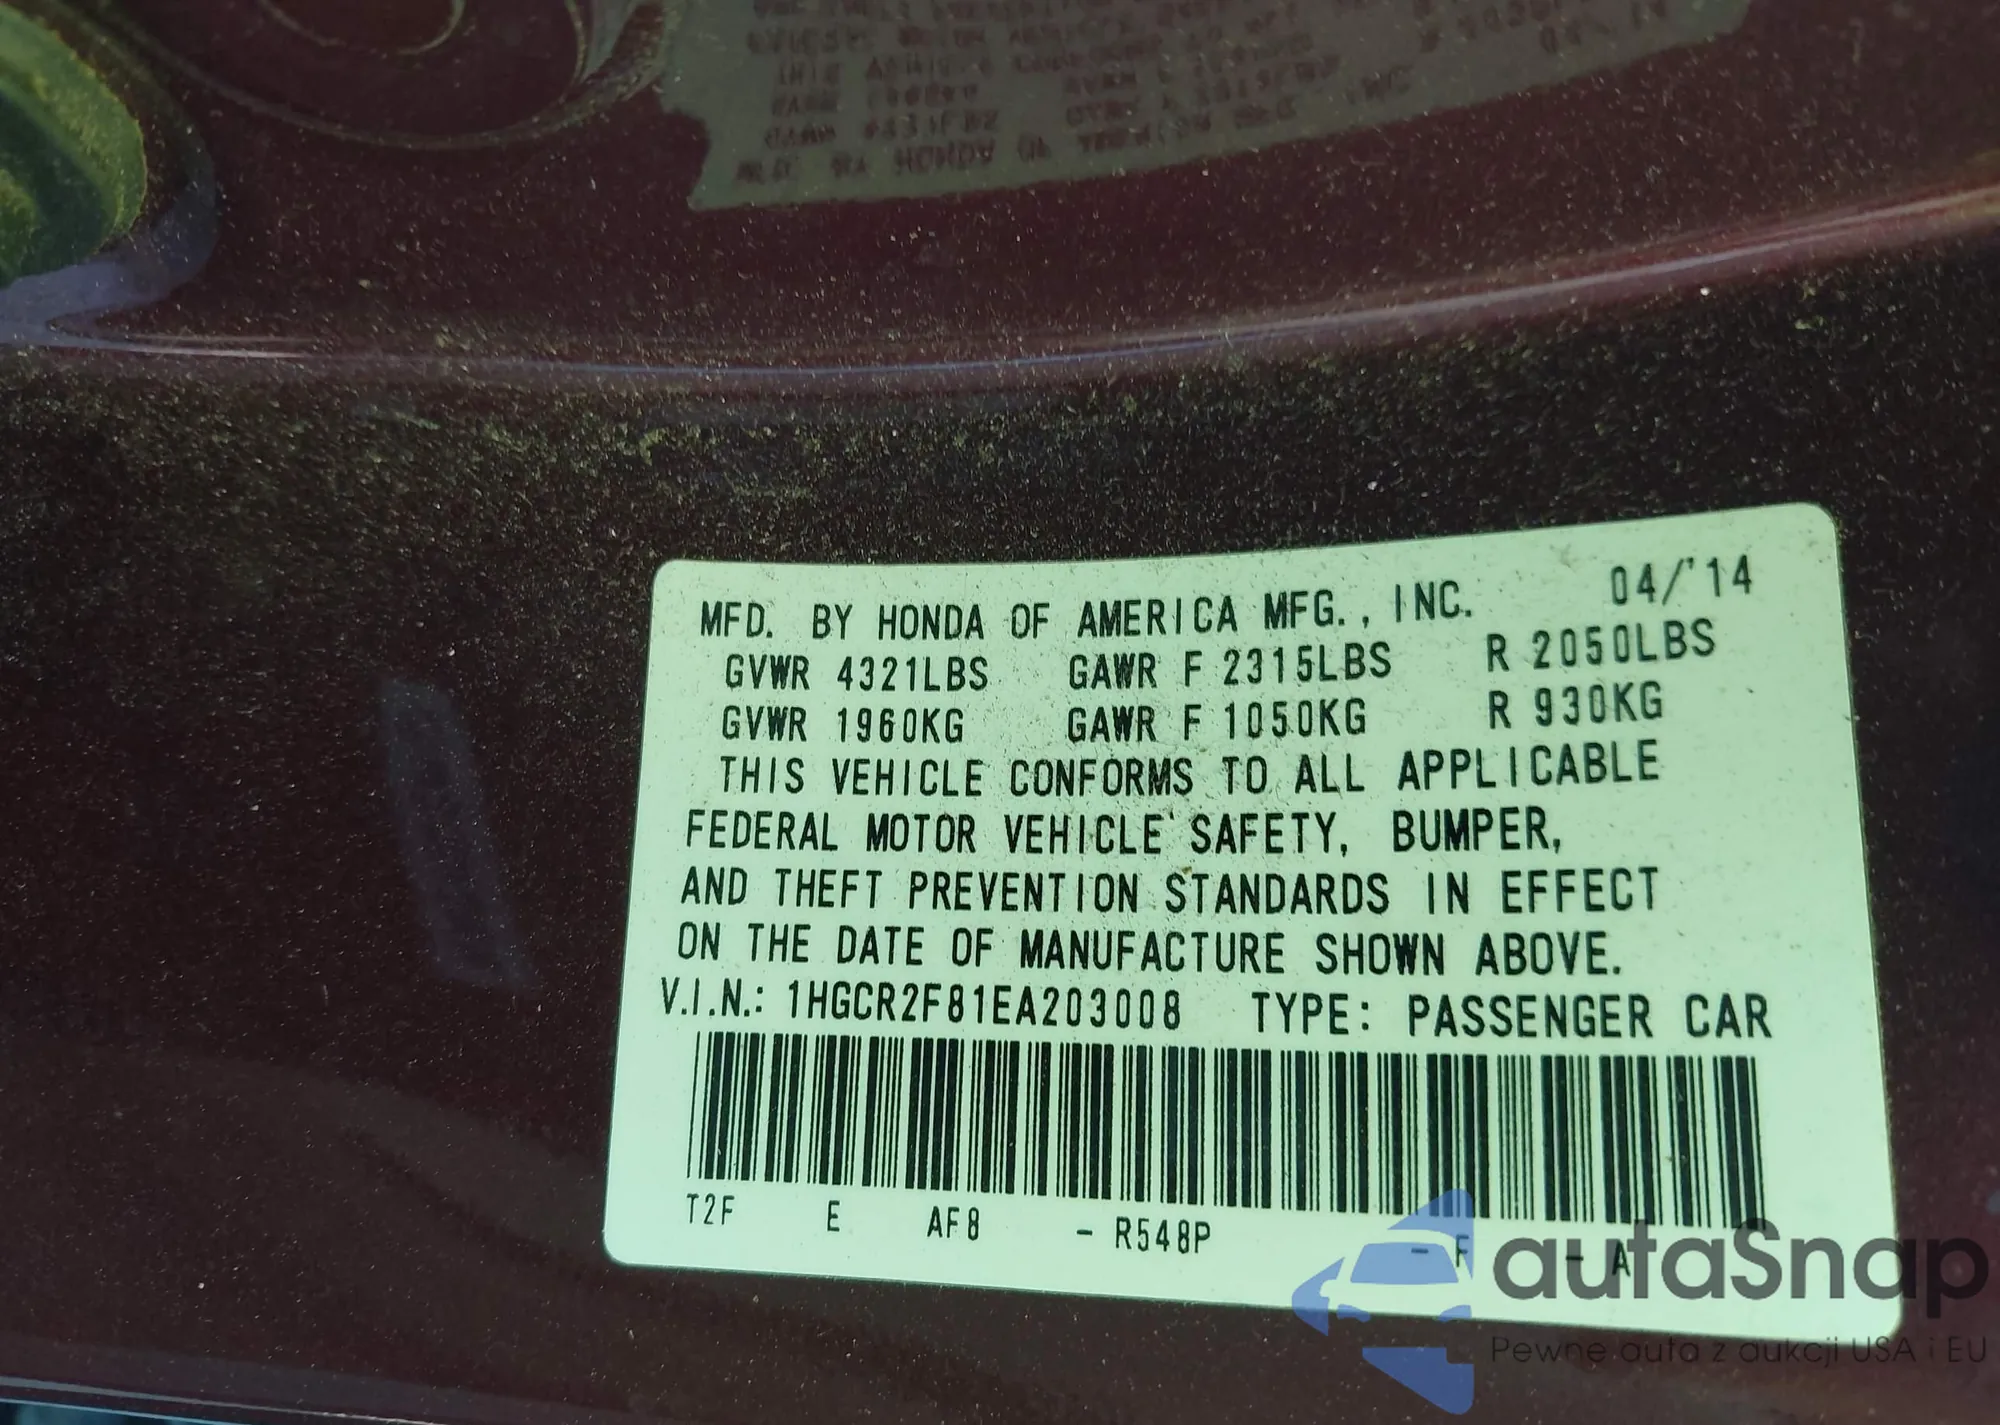 MFD. BY HONDA OF AMERICA MFG., INC. 04/'14
GVWR 4321LBS GAWR F 2315LBS R 2050LBS
GVWR 1960KG GAWR F 1050KG R 930KG
THIS VEHICLE CONFORMS TO ALL APPLICABLE
FEDERAL MOTOR VEHICLE SAFETY, BUMPER,
AND THEFT PREVENTION STANDARDS IN EFFECT
ON THE DATE OF MANUFACTURE SHOWN ABOVE.
V.I.N.: 1HGCR2F81EA203008 TYPE: PASSENGER CAR
T2F E AF8 - R548P - F - A
autaSnap
Pewne auta z aukcji USA i EU